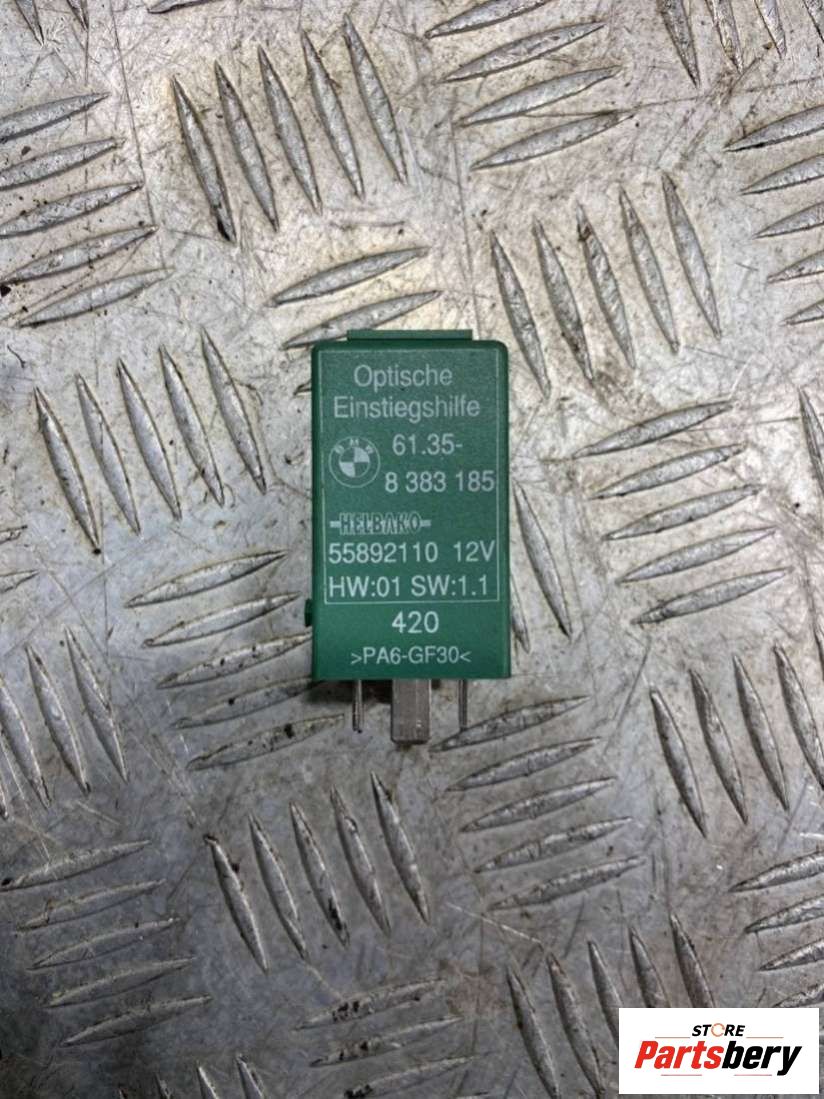 Optische
Einstiegshilfe
BMW
61.35-
8 383 185
HELBAKO
55892110 12V
HW:01 SW:1.1
420
>PA6-GF30<
STORE
Partsbery